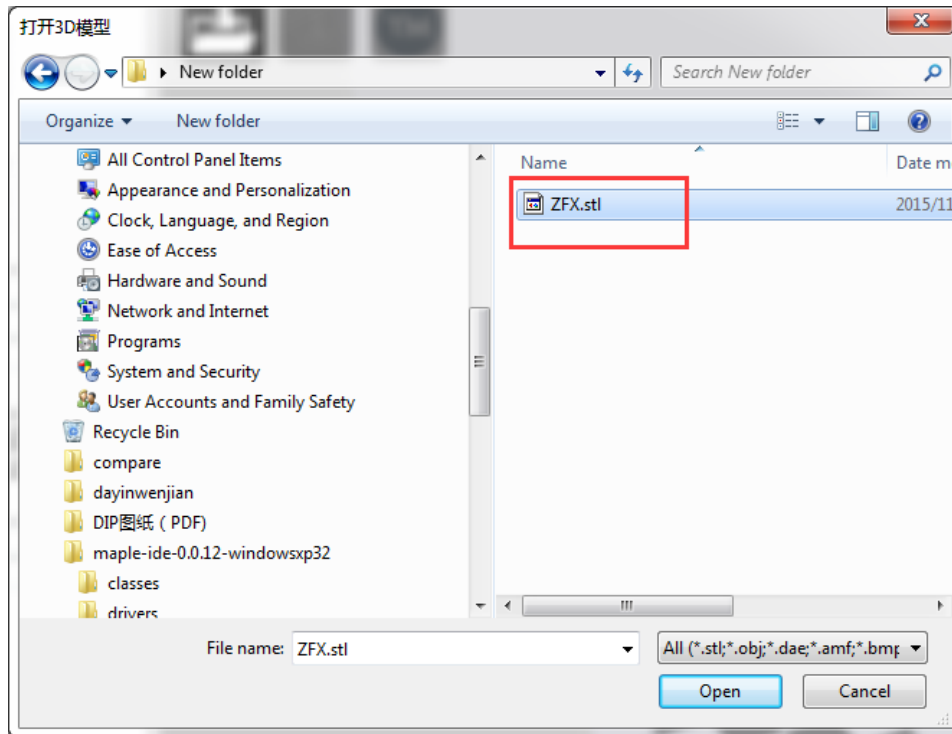 打开3D模型
New folder
Search New folder
Organize
New folder
All Control Panel Items
Appearance and Personalization
Clock, Language, and Region
Ease of Access
Hardware and Sound
Network and Internet
Programs
System and Security
User Accounts and Family Safety
Recycle Bin
compare
dayinwenjian
DIP图纸 ( PDF)
maple-ide-0.0.12-windowsxp32
classes
drivers
Name
Date m
ZFX.stl
2015/11
File name:
ZFX.stl
All (*.stl;*.obj;*.dae;*.amf;*.bmp
Open
Cancel